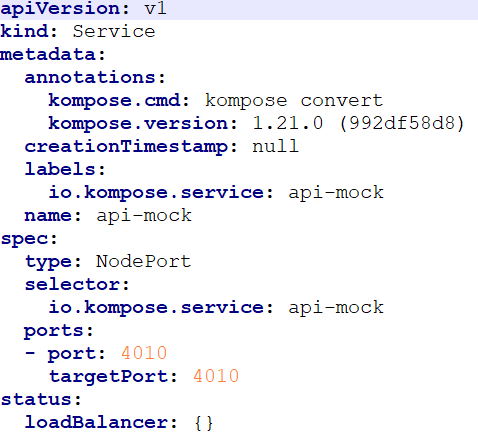 apiVersion: v1
kind: Service
metadata:
  annotations:
    kompose.cmd: kompose convert
    kompose.version: 1.21.0 (992df58d8)
  creationTimestamp: null
  labels:
    io.kompose.service: api-mock
  name: api-mock
spec:
  type: NodePort
  selector:
    io.kompose.service: api-mock
  ports:
  - port: 4010
    targetPort: 4010
status:
  loadBalancer: {}